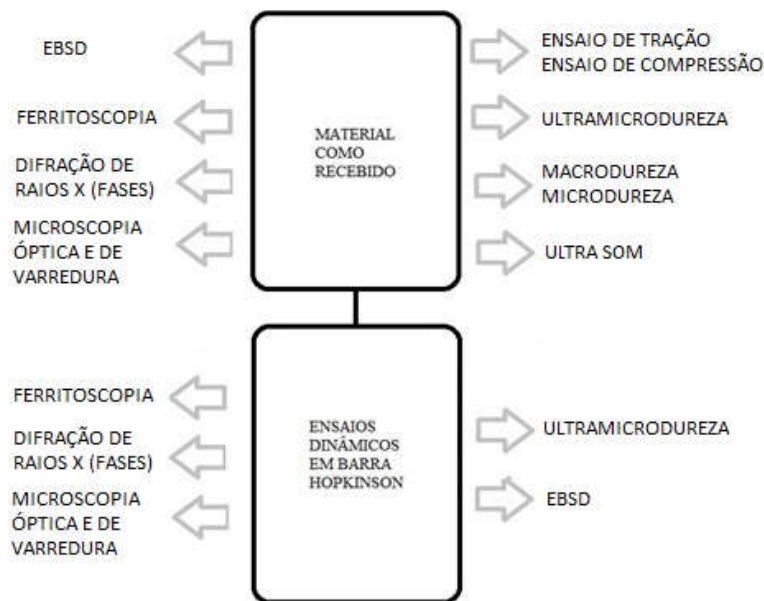 EBSD
FERRITOSCOPIA
DIFRAÇÃO DE
RAIOS X (FASES)
MICROSCOPIA
ÓPTICA E DE
VARREDURA
MATERIAL
COMO
RECEBIDO
ENSAIO DE TRAÇÃO
ENSAIO DE COMPRESSÃO
ULTRAMICRODUREZA
MACRODUREZA
MICRODUREZA
ULTRA SOM
FERRITOSCOPIA
DIFRAÇÃO DE
RAIOS X (FASES)
MICROSCOPIA
ÓPTICA E DE
VARREDURA
ENSAIOS
DINÂMICOS
EM BARRA
HOPKINSON
ULTRAMICRODUREZA
EBSD